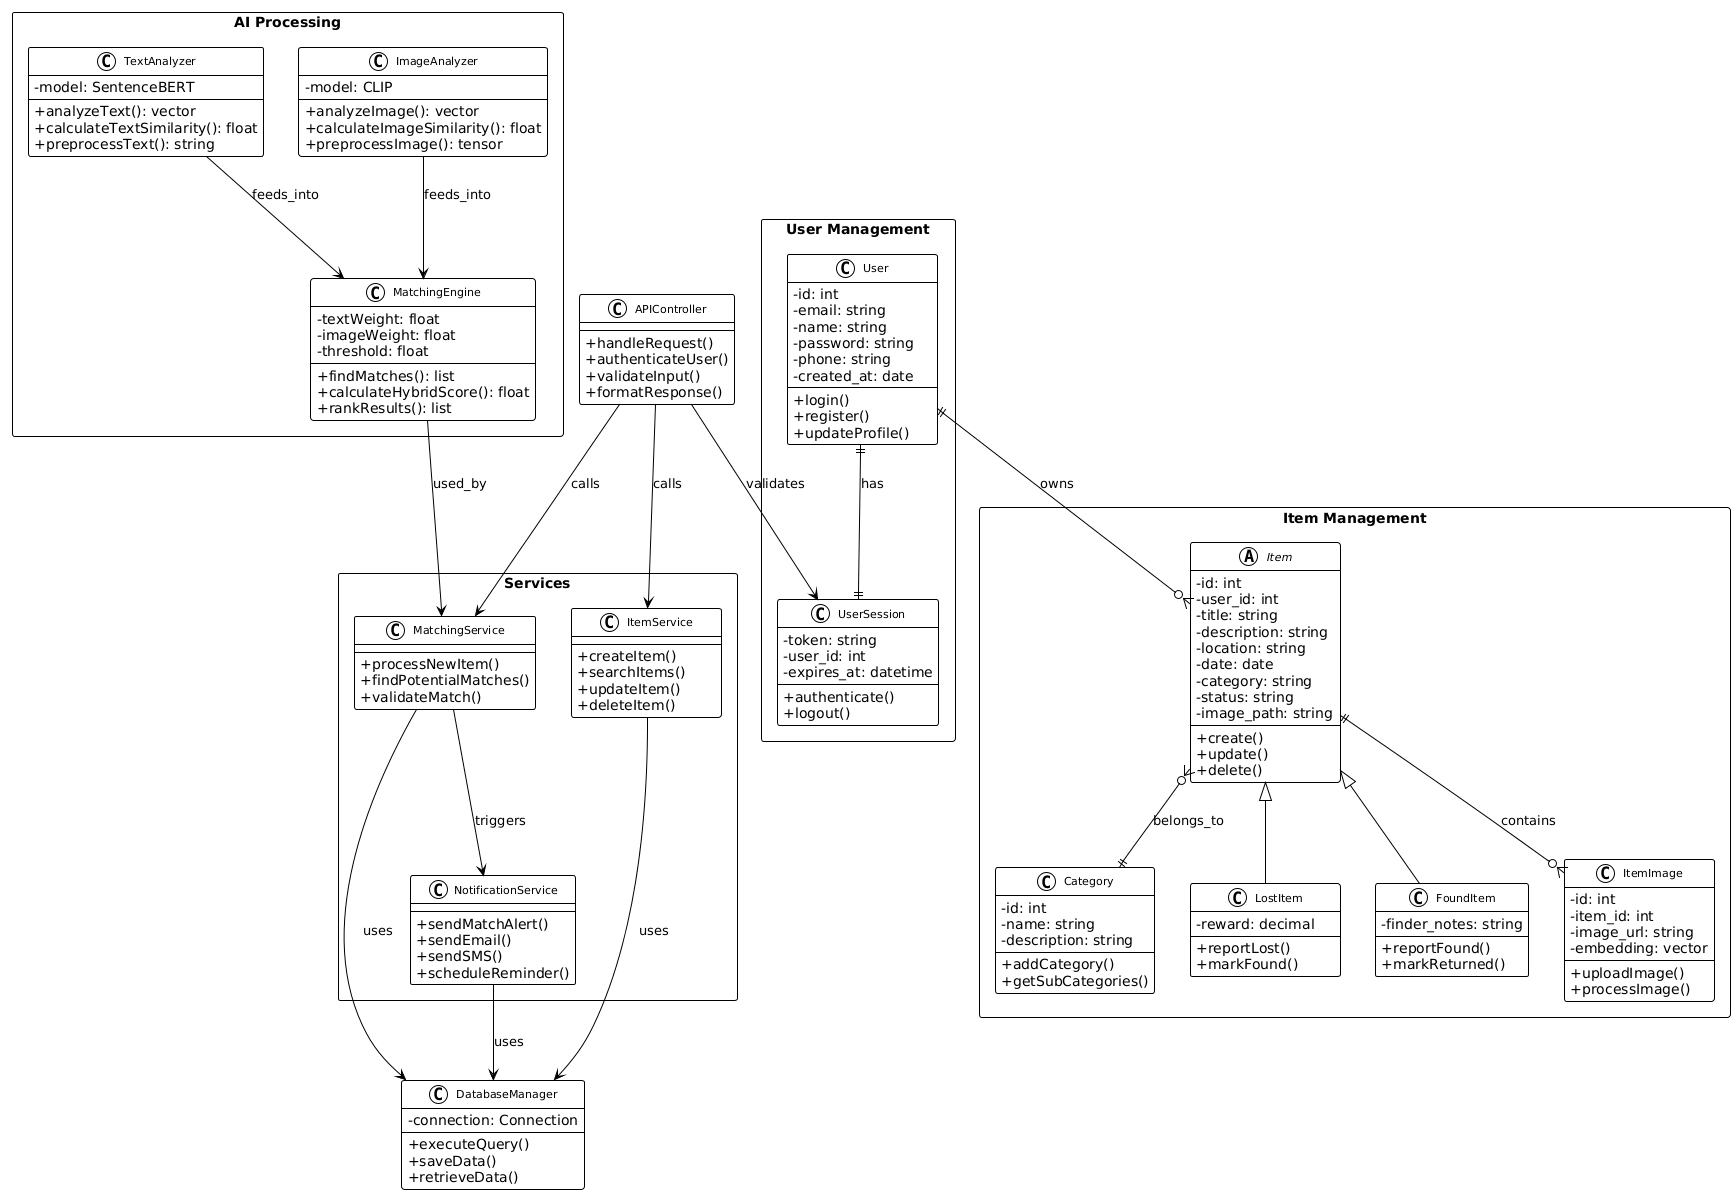 AI Processing
C TextAnalyzer
-model: SentenceBERT
+analyzeText(): vector
+calculateTextSimilarity(): float
+preprocessText(): string
C ImageAnalyzer
-model: CLIP
+analyzeImage(): vector
+calculateImageSimilarity(): float
+preprocessImage(): tensor
feeds_into
feeds_into
C MatchingEngine
-textWeight: float
-imageWeight: float
-threshold: float
+findMatches(): list
+calculateHybridScore(): float
+rankResults(): list
C APIController
+handleRequest()
+authenticateUser()
+validateInput()
+formatResponse()
User Management
C User
-id: int
-email: string
-name: string
-password: string
-phone: string
-created_at: date
+login()
+register()
+updateProfile()
used_by
calls
calls
validates
has
owns
Services
C MatchingService
+processNewItem()
+findPotentialMatches()
+validateMatch()
C ItemService
+createItem()
+searchItems()
+updateItem()
+deleteItem()
C UserSession
-token: string
-user_id: int
-expires_at: datetime
+authenticate()
+logout()
Item Management
A Item
-id: int
-user_id: int
-title: string
-description: string
-location: string
-date: date
-category: string
-status: string
-image_path: string
+create()
+update()
+delete()
triggers
belongs_to
contains
C NotificationService
+sendMatchAlert()
+sendEmail()
+sendSMS()
+scheduleReminder()
C Category
-id: int
-name: string
-description: string
+addCategory()
+getSubCategories()
C LostItem
-reward: decimal
+reportLost()
+markFound()
C FoundItem
-finder_notes: string
+reportFound()
+markReturned()
C ItemImage
-id: int
-item_id: int
-image_url: string
-embedding: vector
+uploadImage()
+processImage()
uses
uses
uses
C DatabaseManager
-connection: Connection
+executeQuery()
+saveData()
+retrieveData()